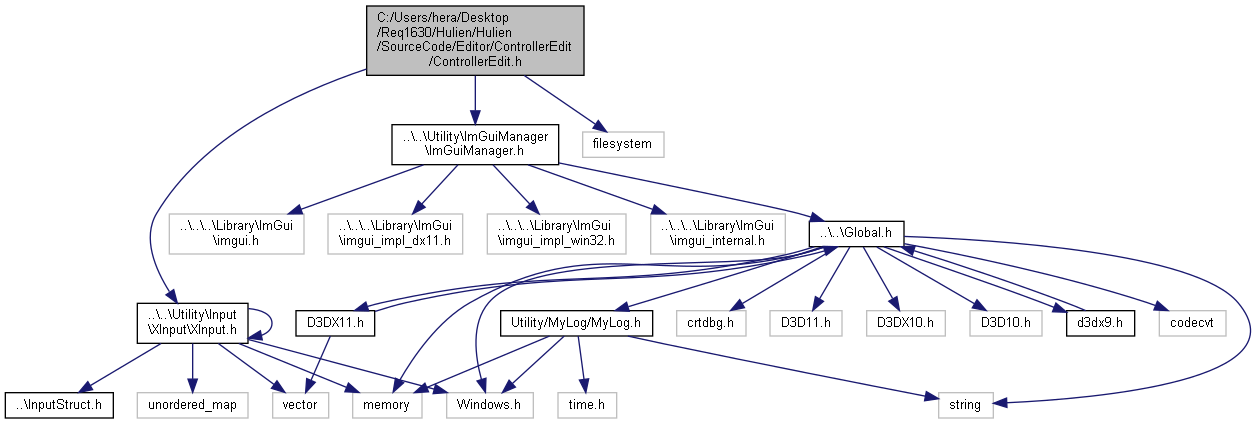 C:/Users/hera/Desktop
/Req1630/Hulien/Hulien
/SourceCode/Editor/ControllerEdit
/ControllerEdit.h
..\..\Utility\ImGuiManager
\ImGuiManager.h
filesystem
..\..\..\Library\ImGui
\imgui.h
..\..\..\Library\ImGui
\imgui_impl_dx11.h
..\..\..\Library\ImGui
\imgui_impl_win32.h
..\..\..\Library\ImGui
\imgui_internal.h
..\..\Global.h
..\..\Utility\Input
\XInput\XInput.h
D3DX11.h
Utility/MyLog/MyLog.h
crtdbg.h
D3D11.h
D3DX10.h
D3D10.h
d3dx9.h
codecvt
..\InputStruct.h
unordered_map
vector
memory
Windows.h
time.h
string